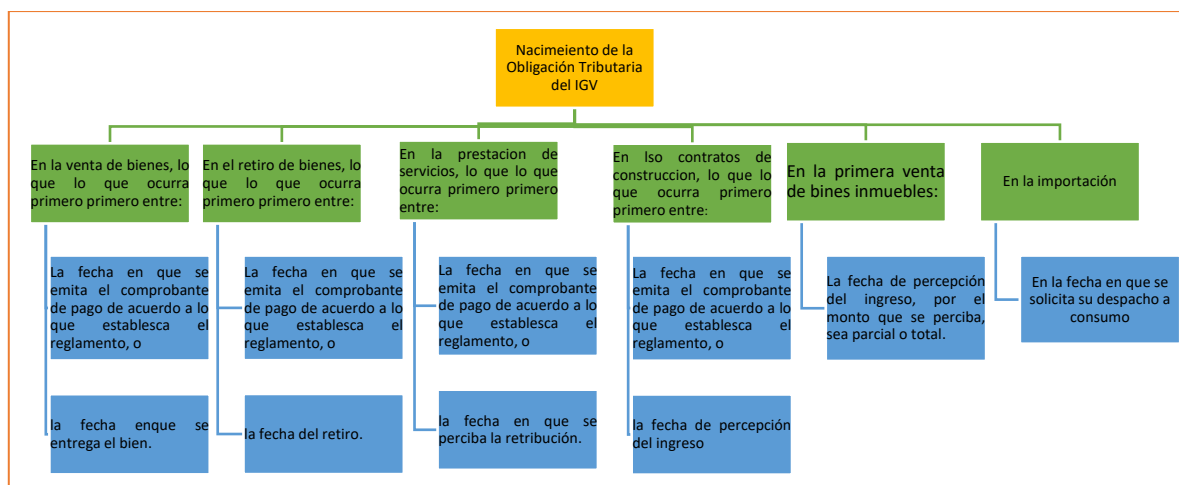 Nacimeiento de la
Obligación Tributaria
del IGV
En la venta de bienes, lo
que lo que ocurra
primero primero entre:
La fecha en que se
emita el comprobante
de pago de acuerdo a lo
que establesca el
reglamento, o
la fecha enque se
entrega el bien.
En el retiro de bienes, lo
que lo que ocurra
primero primero entre:
La fecha en que se
emita el comprobante
de pago de acuerdo a lo
que establesca el
reglamento, o
la fecha del retiro.
En la prestacion de
servicios, lo que lo que
ocurra primero primero
entre:
La fecha en que se
emita el comprobante
de pago de acuerdo a lo
que establesca el
reglamento, o
la fecha en que se
perciba la retribución.
En lso contratos de
construccion, lo que lo
que ocurra primero
primero entre:
La fecha en que se
emita el comprobante
de pago de acuerdo a lo
que establesca el
reglamento, o
la fecha de percepción
del ingreso
En la primera venta
de bines inmuebles:
La fecha de percepción
del ingreso, por el
monto que se perciba,
sea parcial o total.
En la importación
En la fecha en que se
solicita su despacho a
consumo